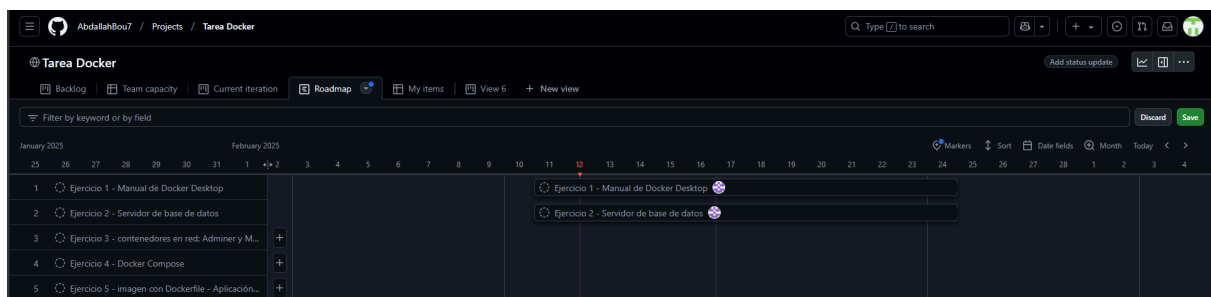 AbdallahBou7 / Projects / Tarea Docker
Type / to search
Tarea Docker
Add status update
Backlog Team capacity Current iteration Roadmap My items View 6 + New view
Filter by keyword or by field
Discard Save
January 2025 February 2025
Markers Sort Date fields Month Today
25 26 27 28 29 30 31 1 2 3 4 5 6 7 8 9 10 11 12 13 14 15 16 17 18 19 20 21 22 23 24 25 26 27 28 1 2 3 4
1 Ejercicio 1 - Manual de Docker Desktop Ejercicio 1 - Manual de Docker Desktop
2 Ejercicio 2 - Servidor de base de datos Ejercicio 2 - Servidor de base de datos
3 Ejercicio 3 - contenedores en red: Adminer y M... +
4 Ejercicio 4 - Docker Compose +
5 Ejercicio 5 - imagen con Dockerfile - Aplicación... +